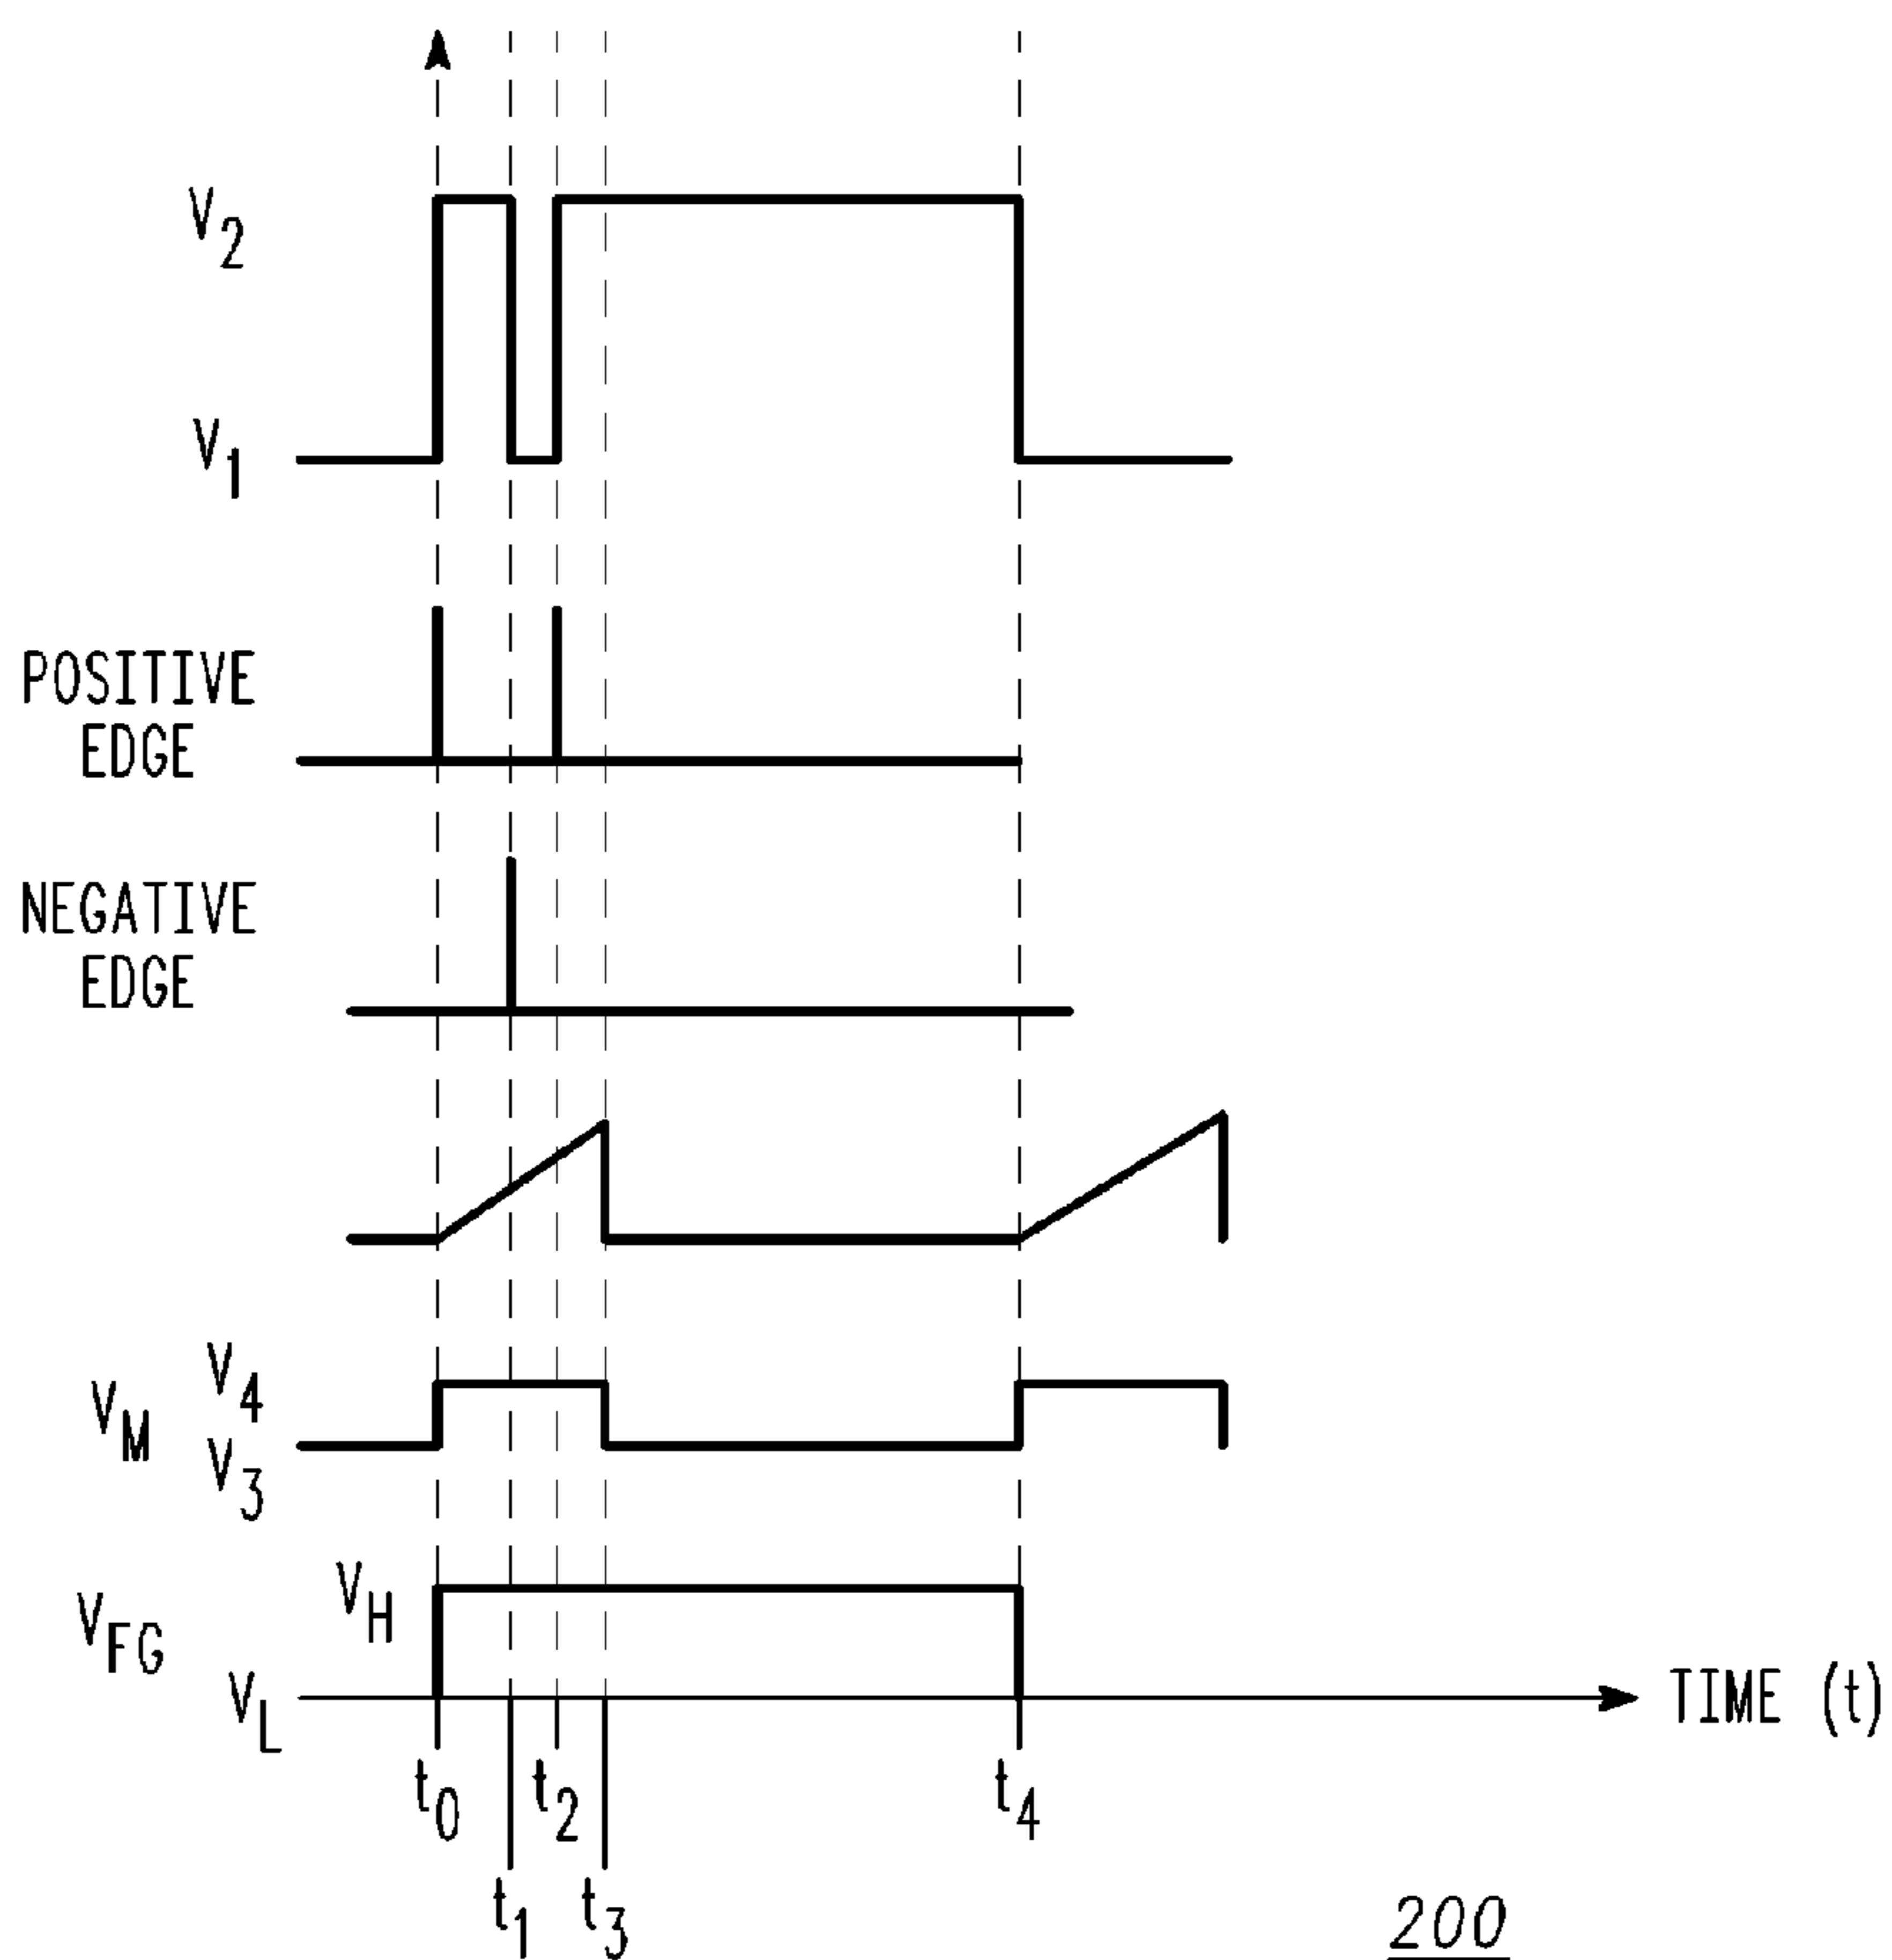 V2
V1
POSITIVE
EDGE
NEGATIVE
EDGE
VM
V4
V3
VFG
VH
VL
TIME (t)
t0
t1
t2
t3
t4
200